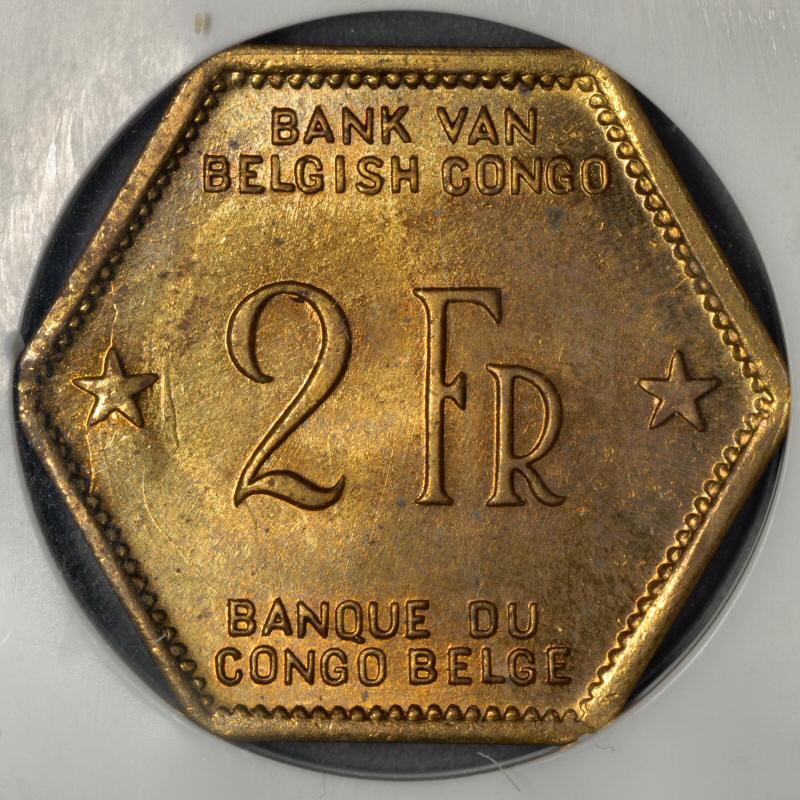 BANK VAN
BELGISH CONGO
2 FR
BANQUE DU
CONGO BELGE